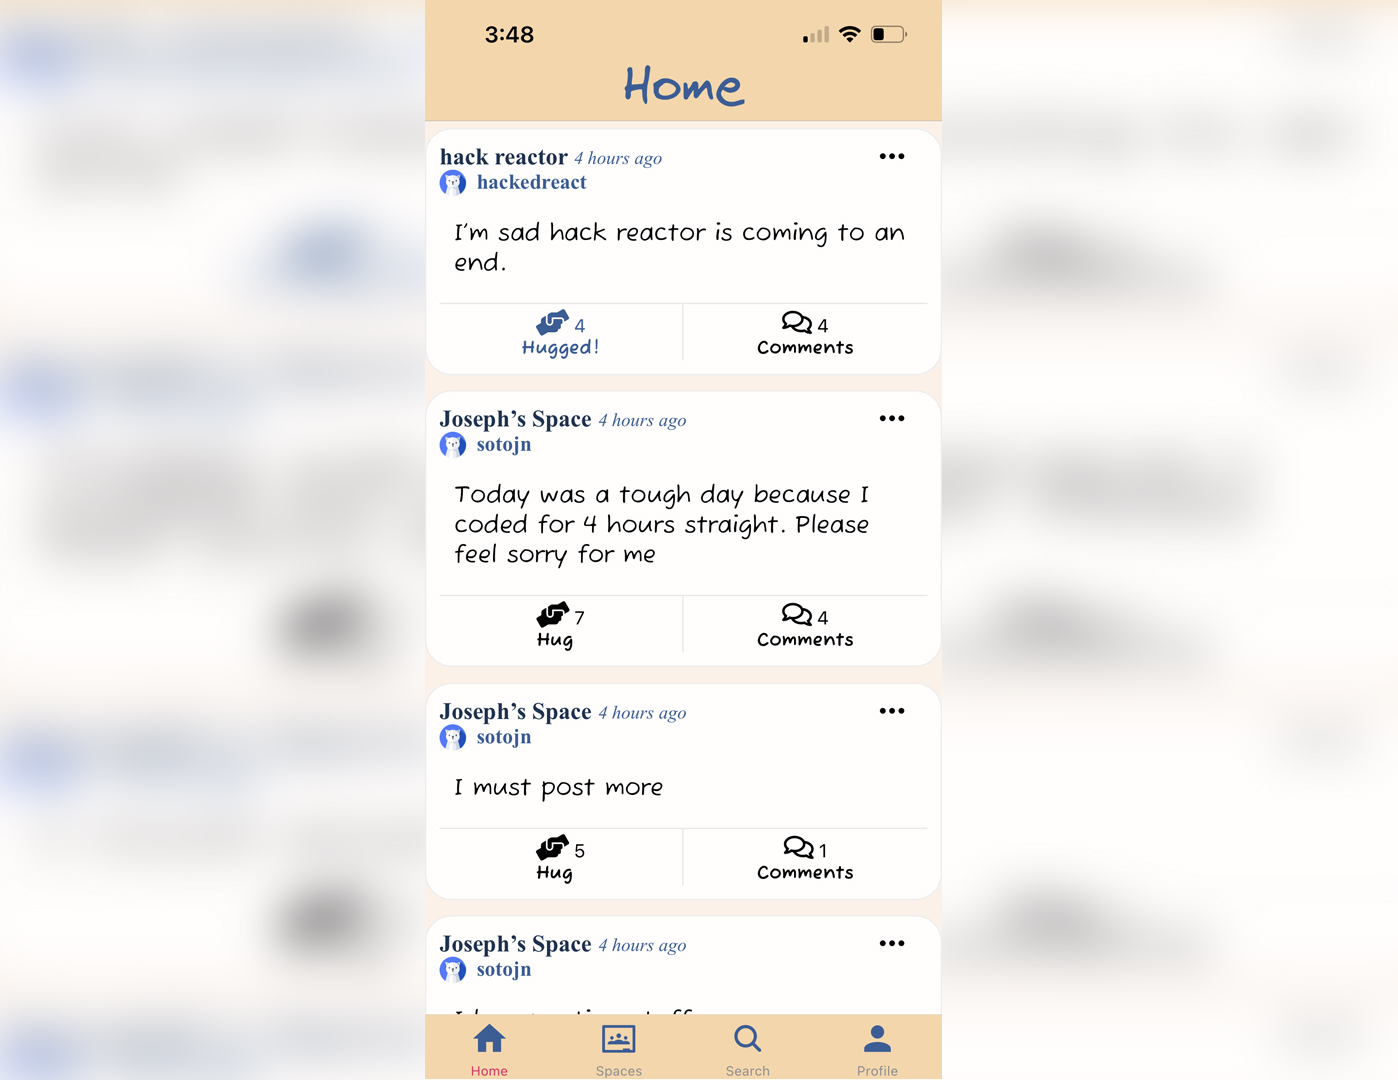 3:48
Home
hack reactor 4 hours ago
hackedreact
I'm sad hack reactor is coming to an
end.
4 4
Hugged! Comments
Joseph's Space 4 hours ago
sotojn
Today was a tough day because I
coded for 4 hours straight. Please
feel sorry for me
7 4
Hug Comments
Joseph's Space 4 hours ago
sotojn
I must post more
5 1
Hug Comments
Joseph's Space 4 hours ago
sotojn
Home Spaces Search Profile